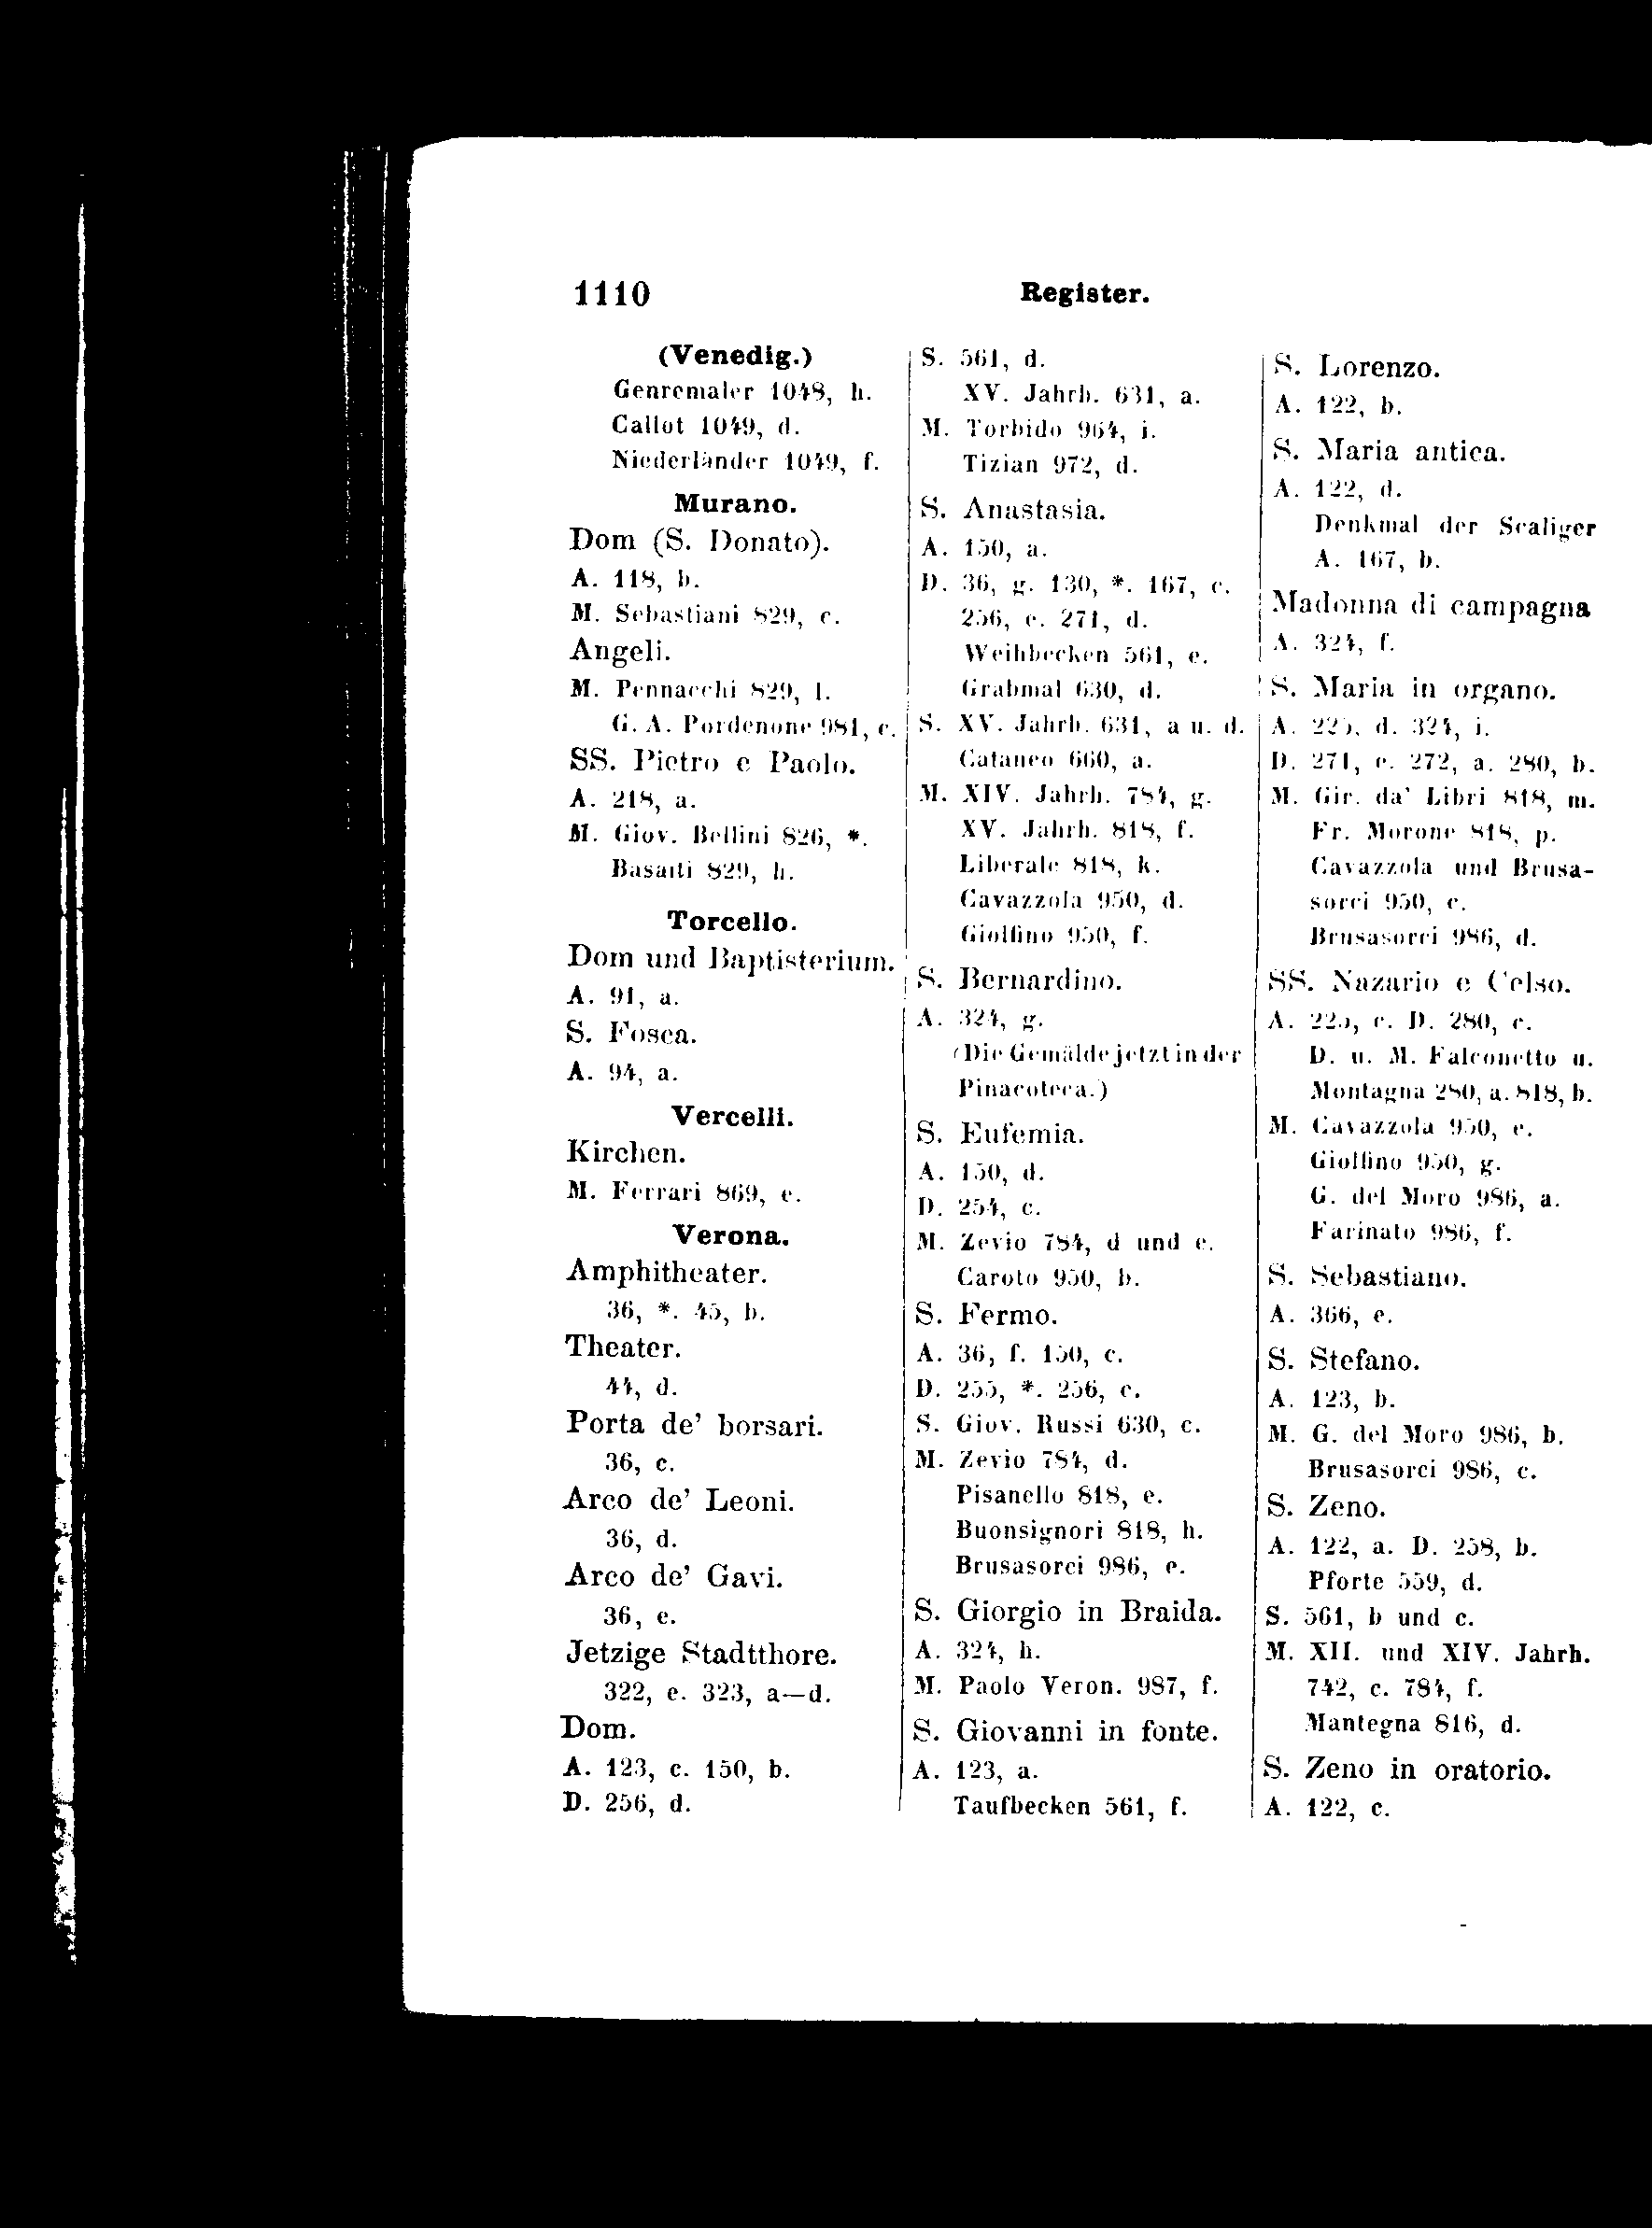 1110
Register.
(Venedig.)
Genremaler 1048, h.
Callot 1049, d.
Niederländer 1049, f.
Murano.
Dom (S. Donato).
A. 118, b.
M. Sebastiani 829, c.
Angeli.
M. Pennacchi 829, l.
G. A. Pordenone 981, c.
SS. Pietro e Paolo.
A. 218, a.
M. Giov. Bellini 826, *.
Basaiti 829, h.
Torcello.
Dom und Baptisterium.
A. 91, a.
S. Fosca.
A. 94, a.
Vercelli.
Kirchen.
M. Ferrari 869, e.
Verona.
Amphitheater.
36, *. 45, b.
Theater.
44, d.
Porta de' borsari.
36, c.
Arco de' Leoni.
36, d.
Arco de' Gavi.
36, e.
Jetzige Stadtthore.
322, e. 323, a—d.
Dom.
A. 123, c. 150, b.
D. 256, d.
S. 561, d.
XV. Jahrh. 631, a.
M. Torbido 964, i.
Tizian 972, d.
S. Anastasia.
A. 150, a.
D. 36, g. 130, *. 167, c.
256, e. 271, d.
Weihbecken 561, e.
Grabmal 630, d.
S. XV. Jahrh. 631, a u. d.
Cataneo 660, a.
M. XIV. Jahrh. 784, g.
XV. Jahrh. 818, f.
Liberale 818, k.
Cavazzola 950, d.
Giolfino 950, f.
S. Bernardino.
A. 324, g.
(Die Gemälde jetzt in der
Pinacoteca.)
S. Eufemia.
A. 150, d.
D. 254, c.
M. Zevio 784, d und e.
Caroto 950, b.
S. Fermo.
A. 36, f. 150, c.
D. 255, *. 256, c.
S. Giov. Russi 630, c.
M. Zevio 784, d.
Pisanello 818, e.
Buonsignori 818, h.
Brusasorci 986, e.
S. Giorgio in Braida.
A. 324, h.
M. Paolo Veron. 987, f.
S. Giovanni in fonte.
A. 123, a.
Taufbecken 561, f.
S. Lorenzo.
A. 122, b.
S. Maria antica.
A. 122, d.
Denkmal der Scaliger
A. 167, b.
Madonna di campagna
A. 324, f.
S. Maria in organo.
A. 225, d. 324, i.
D. 271, e. 272, a. 280, b.
M. Gir. da' Libri 818, m.
Fr. Morone 818, p.
Cavazzola und Brusa-
sorci 950, c.
Brusasorci 986, d.
SS. Nazario e Celso.
A. 225, e. D. 280, c.
D. u. M. Falconetto u.
Montagna 280, a. 818, b.
M. Cavazzola 950, e.
Giolfino 950, g.
G. del Moro 986, a.
Farinato 986, f.
S. Sebastiano.
A. 366, e.
S. Stefano.
A. 123, b.
M. G. del Moro 986, b.
Brusasorci 986, c.
S. Zeno.
A. 122, a. D. 258, b.
Pforte 559, d.
S. 561, b und c.
M. XII. und XIV. Jahrh.
742, c. 784, f.
Mantegna 816, d.
S. Zeno in oratorio.
A. 122, c.